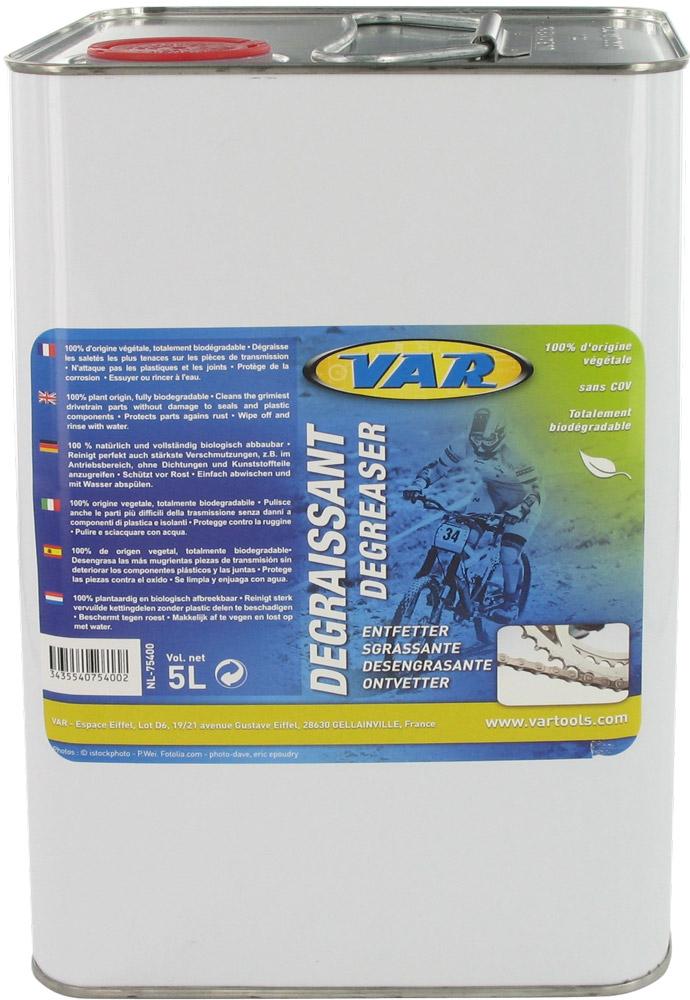 VAR
100% d'origine végétale, totalement biodégradable • Dégraisse
les saletés les plus tenaces sur les pièces de transmission
• N'attaque pas les plastiques et les joints • Protège de la
corrosion • Essuyer ou rincer à l'eau.
100% plant origin, fully biodegradable • Cleans the grimiest
drivetrain parts without damage to seals and plastic
components • Protects parts agains rust • Wipe off and
rinse with water.
100 % natürlich und vollständig biologisch abbaubar •
Reinigt perfekt auch stärkste Verschmutzungen, z.B. im
Antriebsbereich, ohne Dichtungen und Kunststoffteile
anzugreifen • Schützt vor Rost • Einfach abwischen und
mit Wasser abspülen.
100% origine vegetale, totalmente biodegradabile • Pulisce
anche le parti più difficili della trasmissione senza danni a
componenti di plastica e isolanti • Protegge contro la ruggine
• Pulire e sciacquare con acqua.
100% de origen vegetal, totalmente biodegradable•
Desengrasa las más mugrientas piezas de transmisión sin
deteriorar los componentes plásticos y las juntas • Protege
las piezas contra el oxido • Se limpia y enjuaga con agua.
100% plantaardig en biologisch afbreekbaar • Reinigt sterk
vervuilde kettingdelen zonder plastic delen te beschadigen
• Beschermt tegen roest • Makkelijk af te vegen en lost op
met water.
3435540754002
NL-75400
Vol. net
5L
DEGRAISSANT
DEGREASER
VAR
100% d'origine
végétale
sans COV
Totalement
biodégradable
34
ENTFETTER
SGRASSANTE
DESENGRASANTE
ONTVETTER
VAR - Espace Eiffel, Lot D6, 19/21 avenue Gustave Eiffel, 28630 GELLAINVILLE, France
www.vartools.com
Photos : © istockphoto - P.Wei. Fotolia.com - photo-dave, eric epoudry